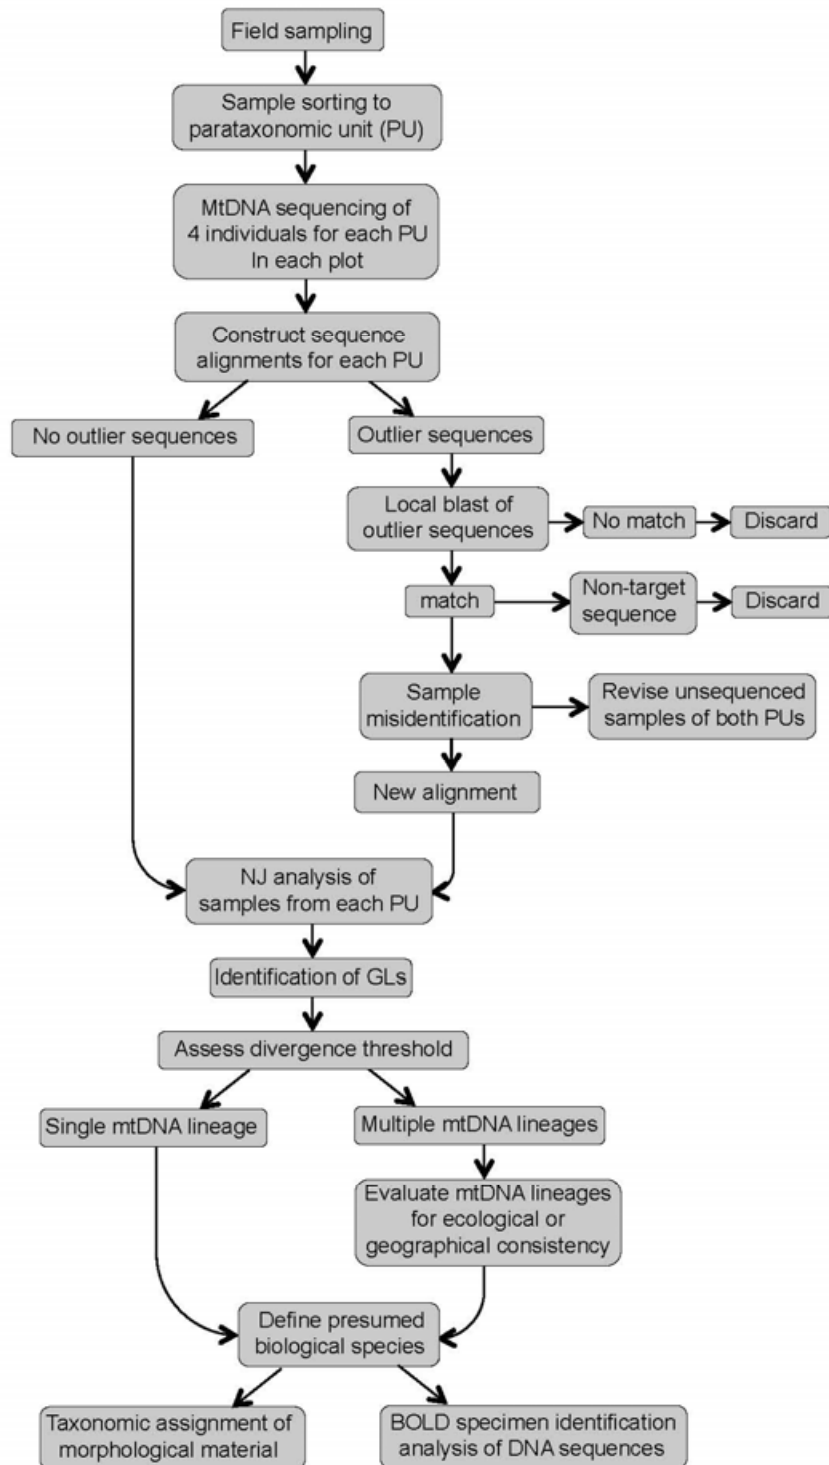 Field sampling
Sample sorting to
parataxonomic unit (PU)
MtDNA sequencing of
4 individuals for each PU
In each plot
Construct sequence
alignments for each PU
No outlier sequences
Outlier sequences
Local blast of
outlier sequences
No match
Discard
match
Non-target
sequence
Discard
Sample
misidentification
Revise unsequenced
samples of both PUs
New alignment
NJ analysis of
samples from each PU
Identification of GLs
Assess divergence threshold
Single mtDNA lineage
Multiple mtDNA lineages
Evaluate mtDNA lineages
for ecological or
geographical consistency
Define presumed
biological species
Taxonomic assignment of
morphological material
BOLD specimen identification
analysis of DNA sequences